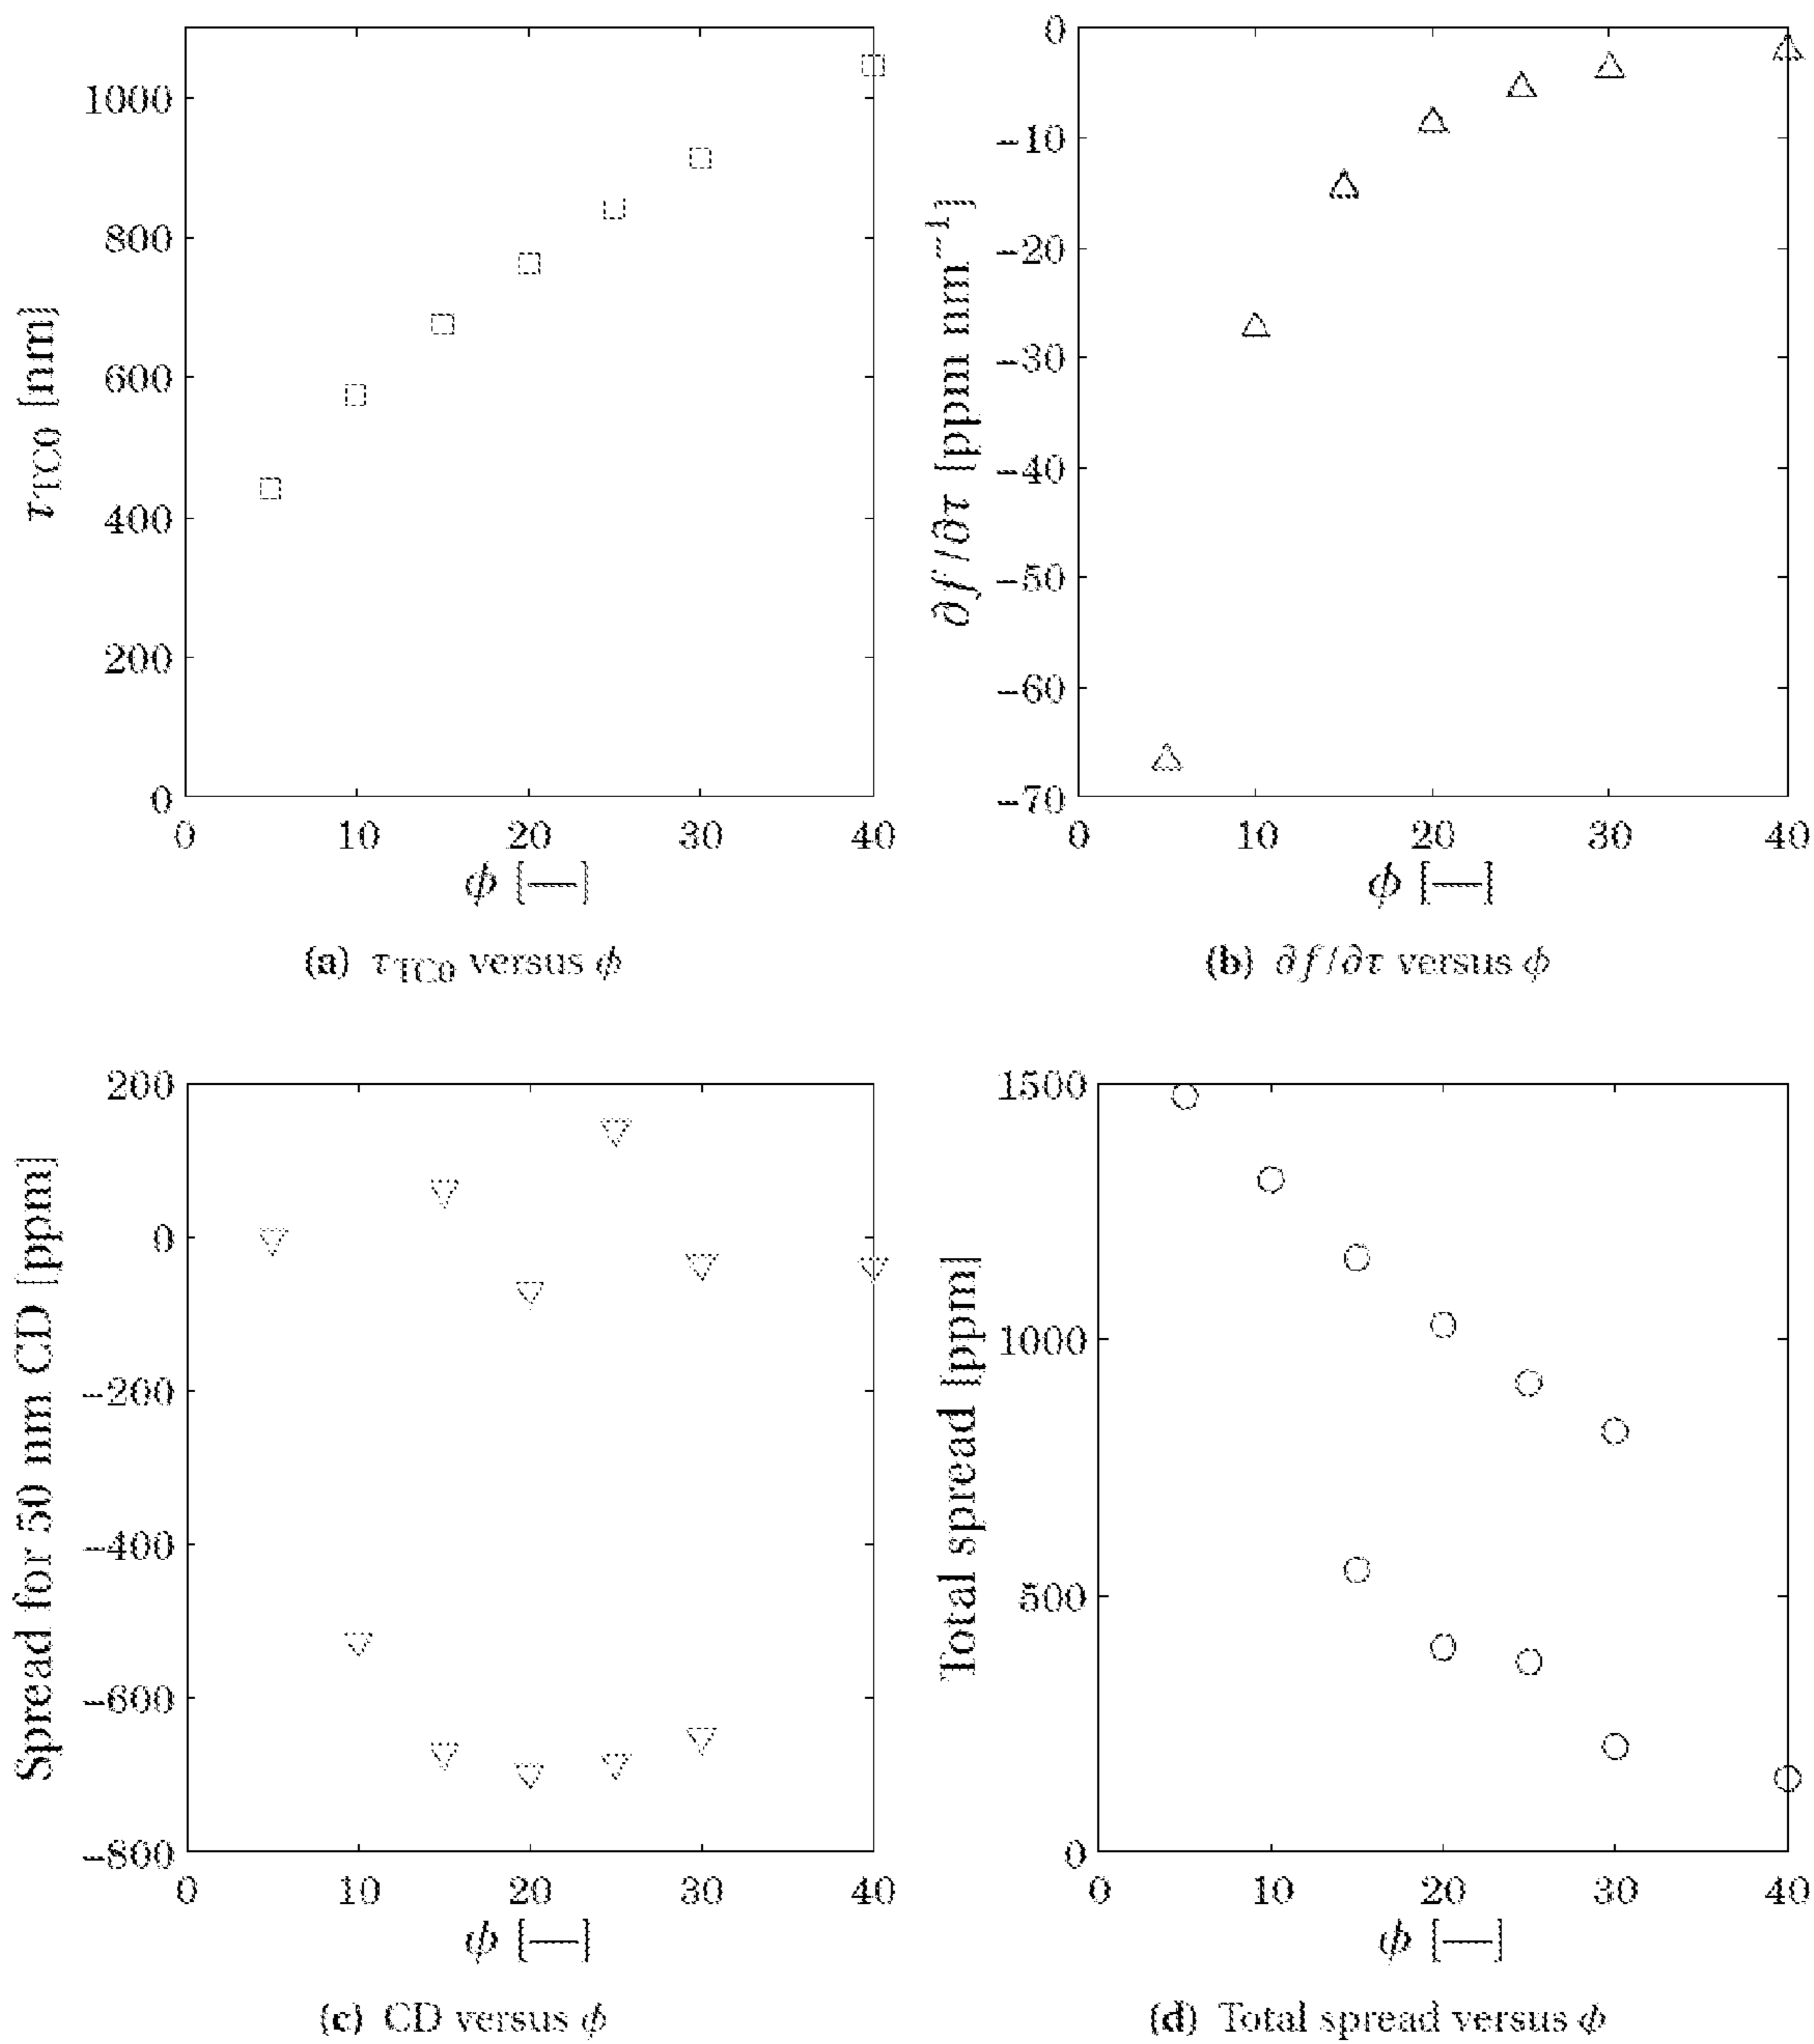 1000
800
600
400
200
0
0 10 20 30 40
τTC0 [nm]
ϕ [—]
(a) τTC0 versus ϕ
0
−10
−20
−30
−40
−50
−60
−70
0 10 20 30 40
∂f/∂τ [ppm nm⁻¹]
ϕ [—]
(b) ∂f/∂τ versus ϕ
200
0
−200
−400
−600
−800
0 10 20 30 40
Spread for 50 nm CD [ppm]
ϕ [—]
(c) CD versus ϕ
1500
1000
500
0
0 10 20 30 40
Total spread [ppm]
ϕ [—]
(d) Total spread versus ϕ